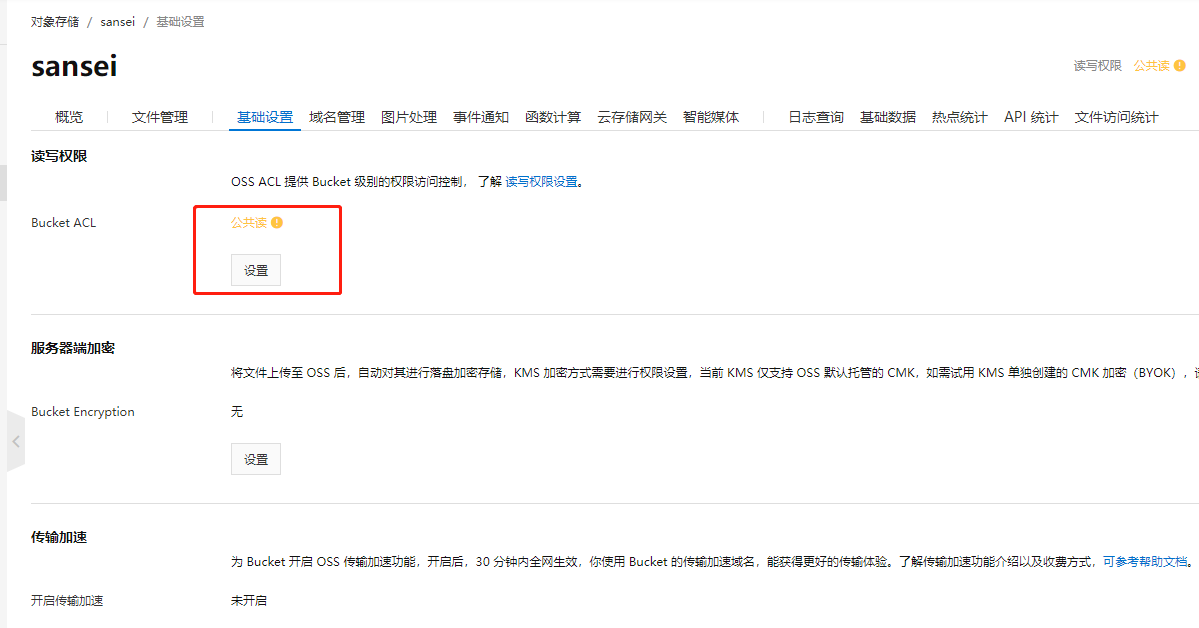 对象存储 / sansei / 基础设置
sansei
读写权限 公共读
概览 文件管理 基础设置 域名管理 图片处理 事件通知 函数计算 云存储网关 智能媒体 日志查询 基础数据 热点统计 API 统计 文件访问统计
读写权限
OSS ACL 提供 Bucket 级别的权限访问控制， 了解 读写权限设置。
Bucket ACL 公共读
设置
服务器端加密
将文件上传至 OSS 后，自动对其进行落盘加密存储，KMS 加密方式需要进行权限设置，当前 KMS 仅支持 OSS 默认托管的 CMK，如需试用 KMS 单独创建的 CMK 加密（BYOK），
Bucket Encryption 无
设置
传输加速
为 Bucket 开启 OSS 传输加速功能，开启后，30 分钟内全网生效，你使用 Bucket 的传输加速域名，能获得更好的传输体验。了解传输加速功能介绍以及收费方式，可参考帮助文档。
开启传输加速 未开启